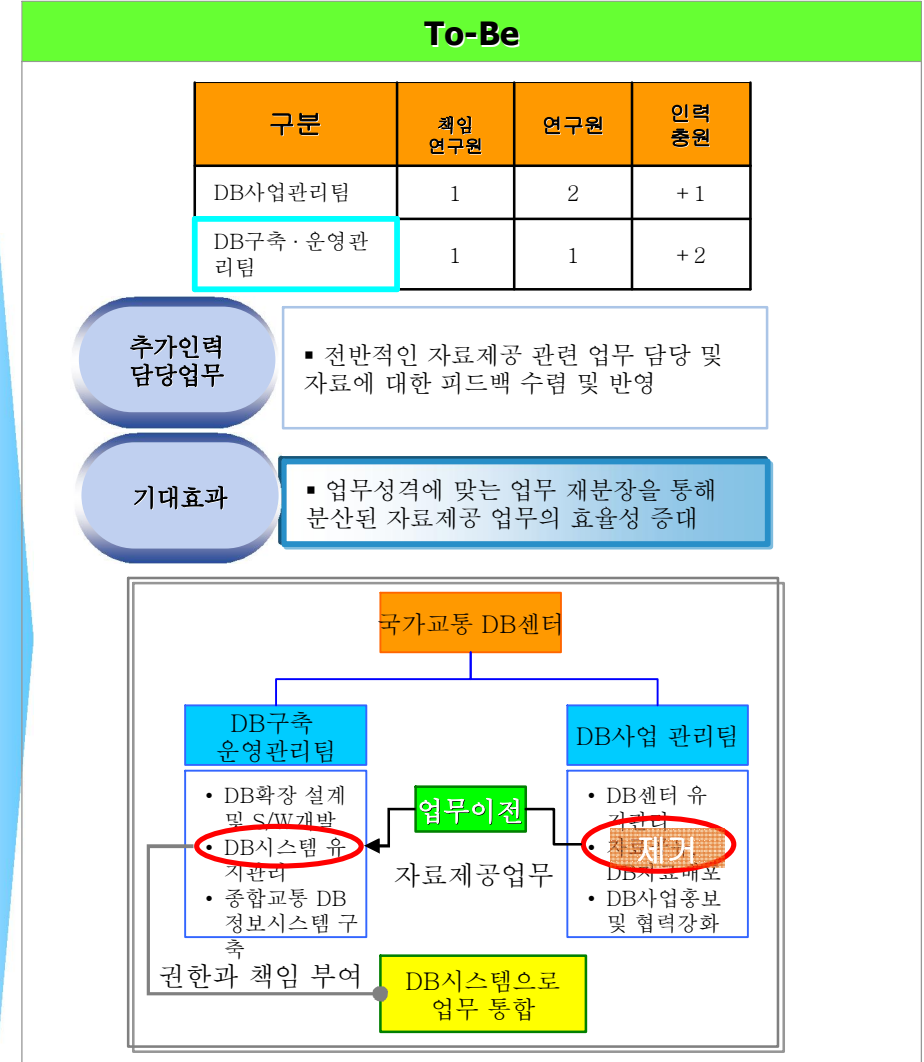 To-Be
구분
책임
연구원
연구원
인력
충원
DB사업관리팀
1
2
+1
DB구축·운영관
리팀
1
1
+2
추가인력
담당업무
▪ 전반적인 자료제공 관련 업무 담당 및
자료에 대한 피드백 수렴 및 반영
기대효과
▪ 업무성격에 맞는 업무 재분장을 통해
분산된 자료제공 업무의 효율성 증대
국가교통 DB센터
DB구축
운영관리팀
DB사업 관리팀
• DB확장 설계
및 S/W개발
• DB시스템 유
지관리
• 종합교통 DB
정보시스템 구
축
업무이전
자료제공업무
• DB센터 유
지관리
• 자료
제거
DB자료배포
• DB사업홍보
및 협력강화
권한과 책임 부여
DB시스템으로
업무 통합